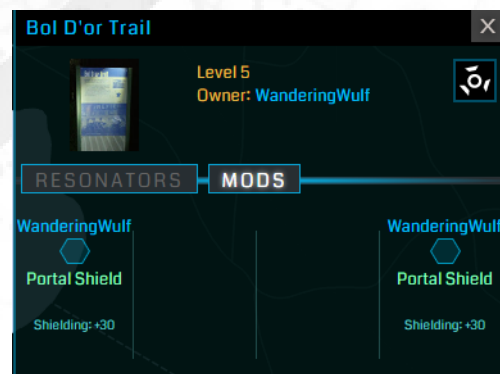 Bol D'or Trail
X
Level 5
Owner: WanderingWulf
RESONATORS
MODS
WanderingWulf
Portal Shield
Shielding: +30
WanderingWulf
Portal Shield
Shielding: +30